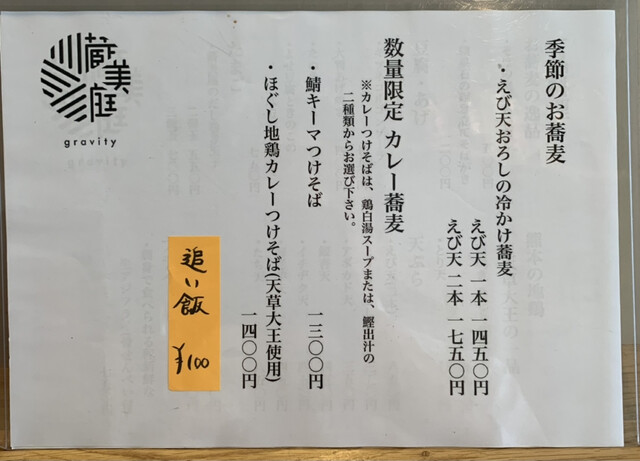 季節のお蕎麦
・えび天おろしの冷かけ蕎麦
えび天 一本 一四五〇円
えび天 二本 一七五〇円
数量限定 カレー蕎麦
※カレーつけそばは、鶏白湯スープまたは、鰹出汁の
二種類からお選び下さい。
・鯖キーマつけそば
一三〇〇円
・ほぐし地鶏カレーつけそば(天草大王使用)
一四〇〇円
追い飯
¥100
蔵美庭
gravity